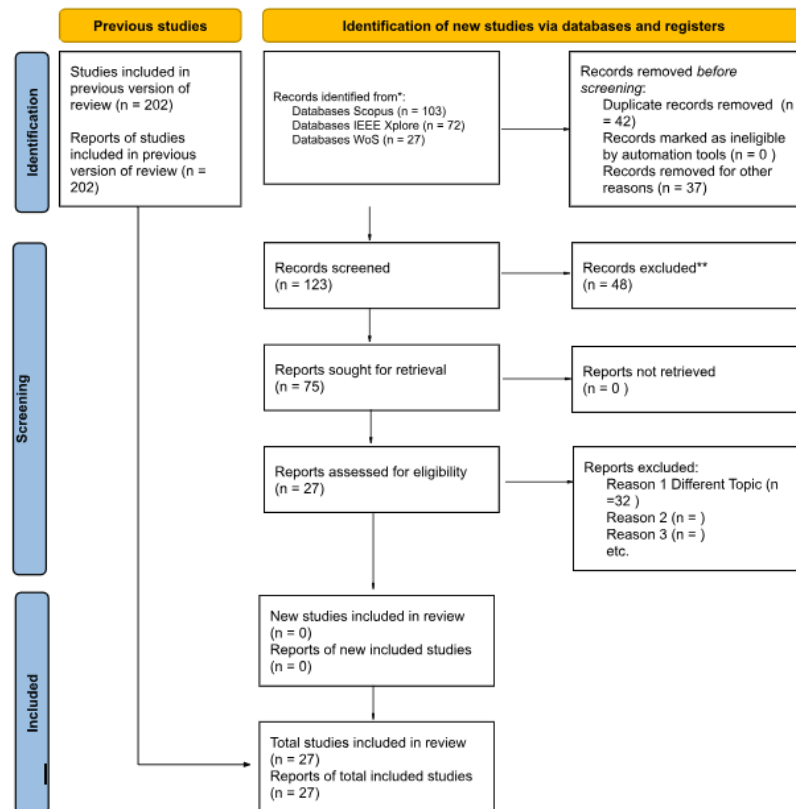 Previous studies
Identification of new studies via databases and registers
Identification
Studies included in
previous version of
review (n = 202)
Reports of studies
included in previous
version of review (n =
202)
Records identified from*:
Databases Scopus (n = 103)
Databases IEEE Xplore (n = 72)
Databases WoS (n = 27)
Records removed before
screening:
Duplicate records removed (n
= 42)
Records marked as ineligible
by automation tools (n = 0 )
Records removed for other
reasons (n = 37)
Screening
Records screened
(n = 123)
Records excluded**
(n = 48)
Reports sought for retrieval
(n = 75)
Reports not retrieved
(n = 0 )
Reports assessed for eligibility
(n = 27)
Reports excluded:
Reason 1 Different Topic (n
=32 )
Reason 2 (n = )
Reason 3 (n = )
etc.
Included
New studies included in review
(n = 0)
Reports of new included studies
(n = 0)
Total studies included in review
(n = 27)
Reports of total included studies
(n = 27)